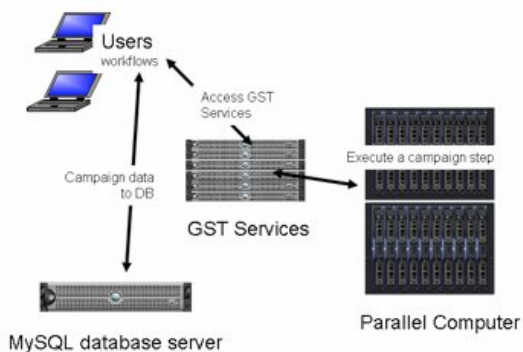 Users
workflows
Access GST
Services
Execute a campaign step
Campaign data
to DB
GST Services
Parallel Computer
MySQL database server